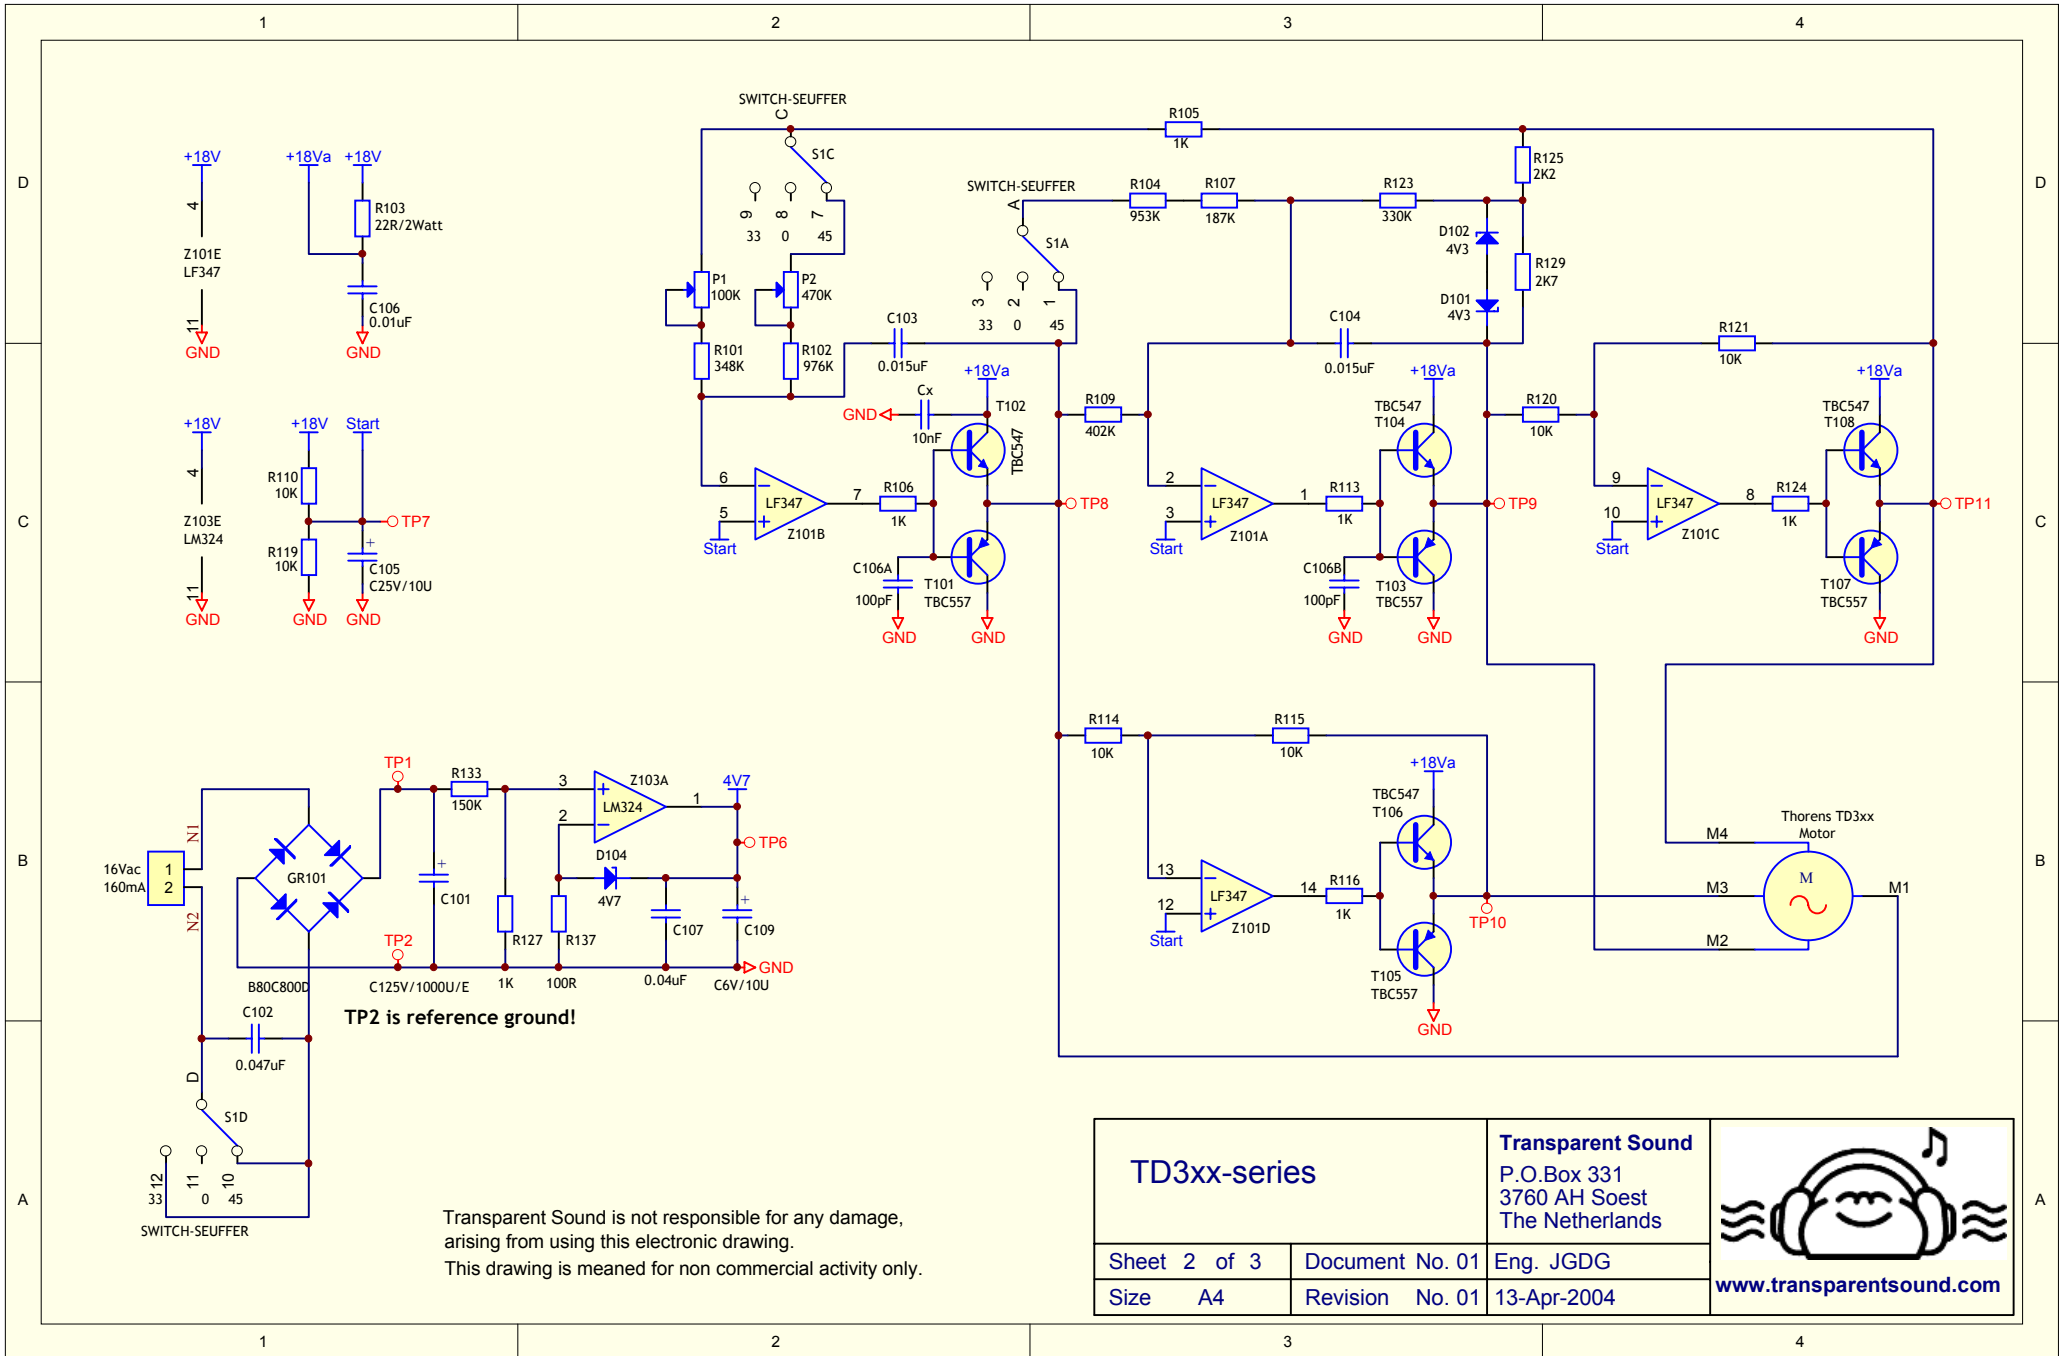 1 2 3 4
D D
C C
B B
A A
1 2 3 4
+18V
4
Z101E
LF347
11
GND
+18Va +18V
R103
22R/2Watt
C106
0.01uF
GND
+18V
4
Z103E
LM324
11
GND
+18V Start
R110
10K
TP7
R119
10K
+
C105
C25V/10U
GND GND
SWITCH-SEUFFER
C
S1C
9 8 7
33 0 45
P1
100K
P2
470K
R101
348K
R102
976K
C103
0.015uF
R105
1K
SWITCH-SEUFFER
A
S1A
3 2 1
33 0 45
R104
953K
R107
187K
R123
330K
R125
2K2
D102
4V3
R129
2K7
D101
4V3
C104
0.015uF
R121
10K
+18Va
Cx
GND
10nF
T102
TBC547
6
5
LF347
Z101B
Start
7
R106
1K
C106A
100pF
GND
T101
TBC557
GND
TP8
R109
402K
2
3
LF347
Z101A
Start
1
R113
1K
+18Va
TBC547
T104
C106B
100pF
GND
T103
TBC557
GND
TP9
R120
10K
9
10
LF347
Z101C
Start
8
R124
1K
+18Va
TBC547
T108
T107
TBC557
GND
TP11
R114
10K
R115
10K
13
12
LF347
Z101D
Start
14
R116
1K
+18Va
TBC547
T106
T105
TBC557
GND
TP10
Thorens TD3xx
Motor
M
M4
M3
M2
M1
16Vac
160mA
1
2
N1
N2
GR101
B80C800D
TP1
TP2
+
C101
C125V/1000U/E
R133
150K
R127
1K
3
2
Z103A
LM324
1
4V7
TP6
D104
4V7
R137
100R
C107
0.04uF
+
C109
C6V/10U
GND
TP2 is reference ground!
C102
0.047uF
D
S1D
12 11 10
33 0 45
SWITCH-SEUFFER
Transparent Sound is not responsible for any damage,
arising from using this electronic drawing.
This drawing is meaned for non commercial activity only.
TD3xx-series
Transparent Sound
P.O.Box 331
3760 AH Soest
The Netherlands
Sheet 2 of 3
Document No. 01
Eng. JGDG
Size A4
Revision No. 01
13-Apr-2004
www.transparentsound.com